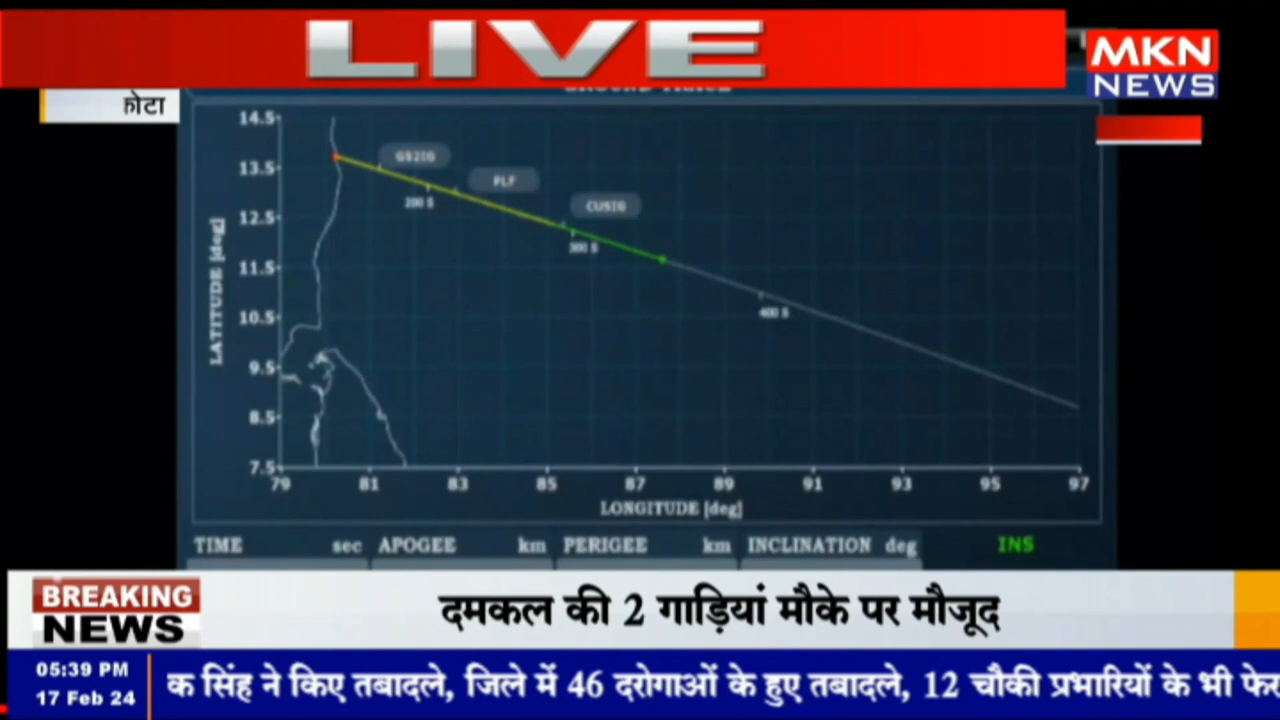 LIVE
MKN
NEWS
कोटा
14.5
13.5
12.5
11.5
10.5
9.5
8.5
7.5
LATITUDE [deg]
GS2IG
PLF
CUSIG
200 S
300 S
400 S
79 81 83 85 87 89 91 93 95 97
LONGITUDE [deg]
TIME sec APOGEE km PERIGEE km INCLINATION deg INS
BREAKING
NEWS
दमकल की 2 गाड़ियां मौके पर मौजूद
05:39 PM
17 Feb 24
क सिंह ने किए तबादले, जिले में 46 दरोगाओं के हुए तबादले, 12 चौकी प्रभारियों के भी फेर